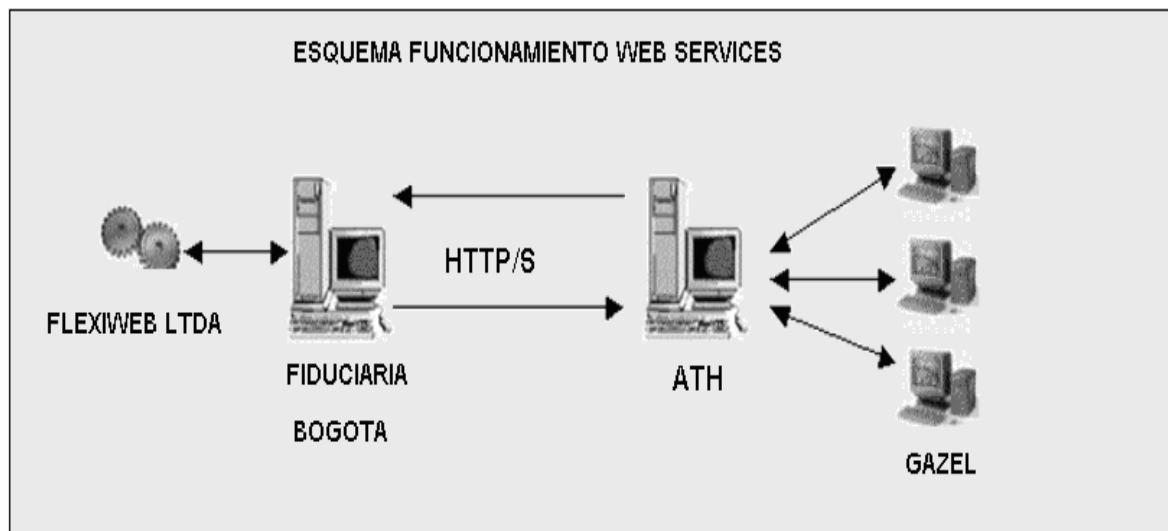 ESQUEMA FUNCIONAMIENTO WEB SERVICES
HTTP/S
FLEXIWEB LTDA
FIDUCIARIA
BOGOTA
ATH
GAZEL